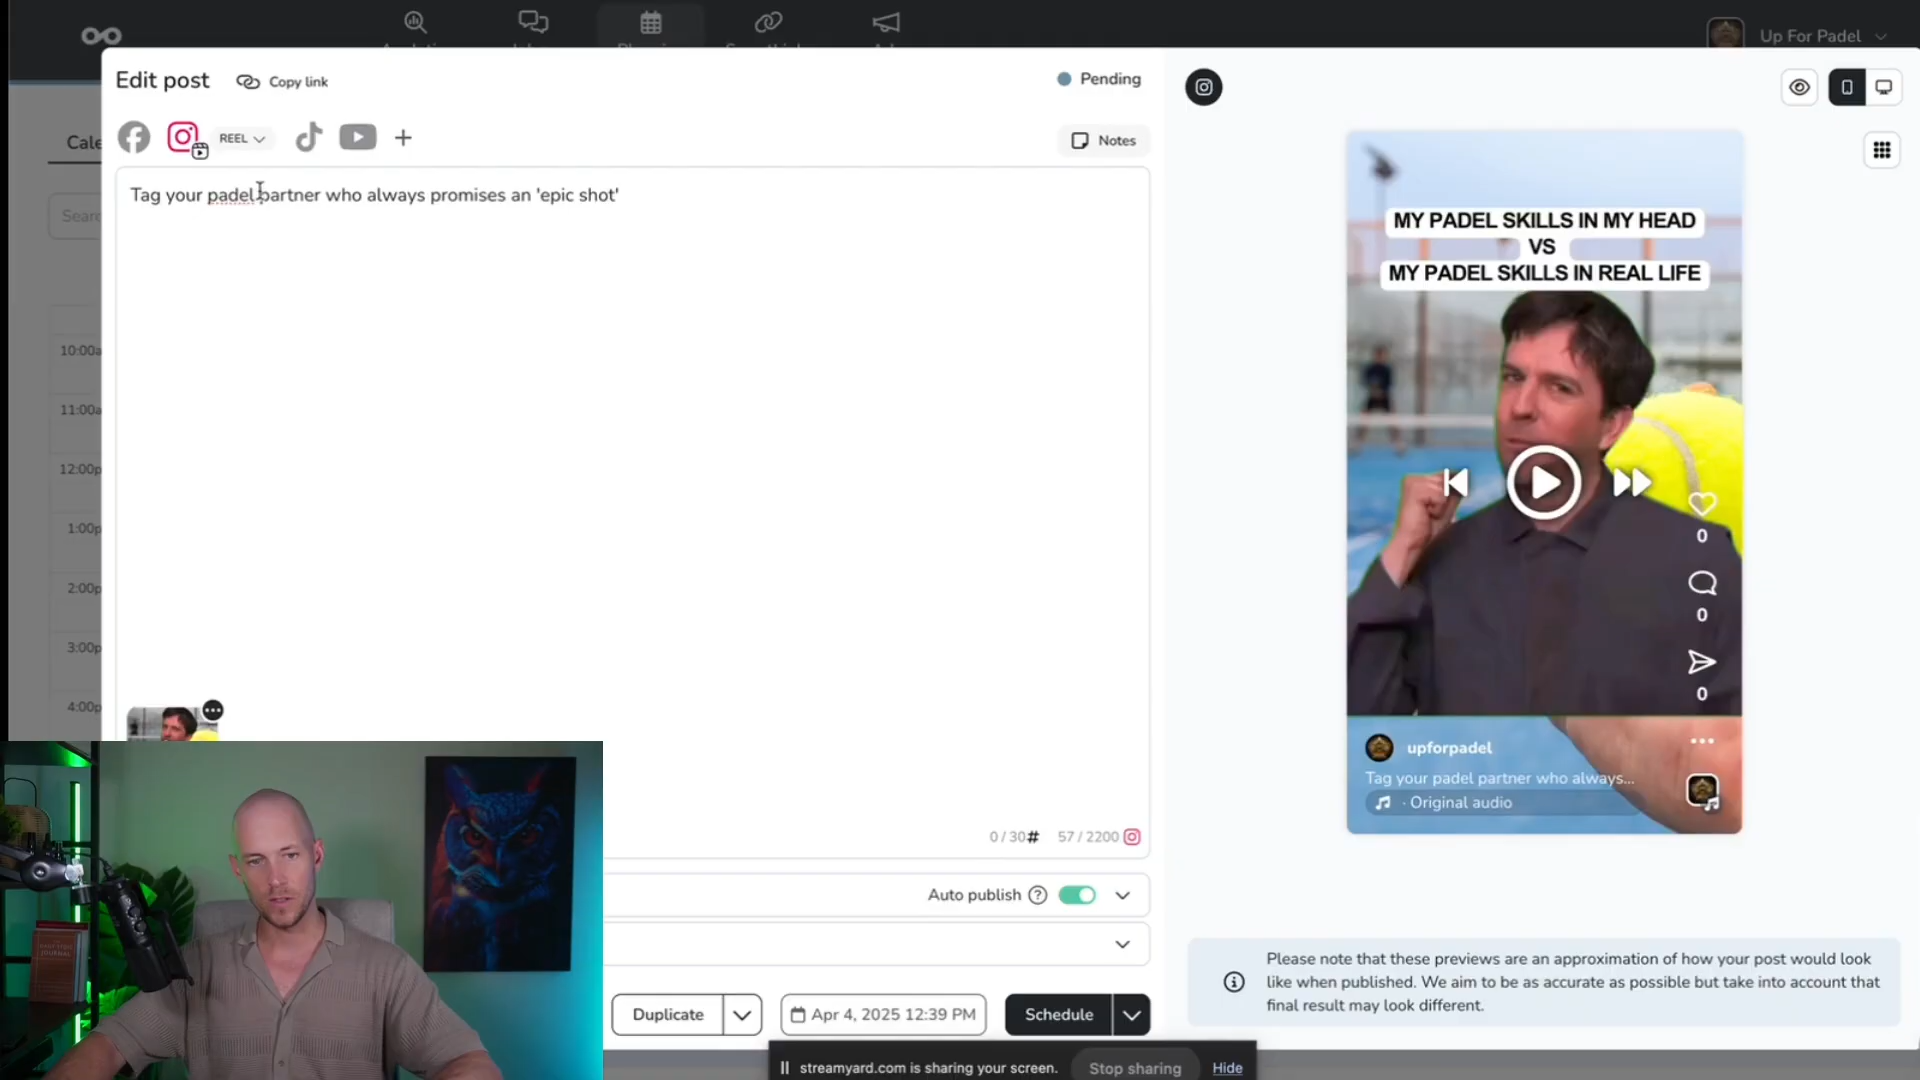 Up For Padel
Edit post
Copy link
Pending
REEL
Notes
Tag your padel partner who always promises an 'epic shot'
10:00a
11:00a
12:00p
1:00p
2:00p
3:00p
4:00p
0 / 30#
57 / 2200
Auto publish
Duplicate
Apr 4, 2025 12:39 PM
Schedule
MY PADEL SKILLS IN MY HEAD
VS
MY PADEL SKILLS IN REAL LIFE
0
0
0
upforpadel
Tag your padel partner who always...
· Original audio
Please note that these previews are an approximation of how your post would look
like when published. We aim to be as accurate as possible but take into account that
final result may look different.
streamyard.com is sharing your screen.
Stop sharing
Hide